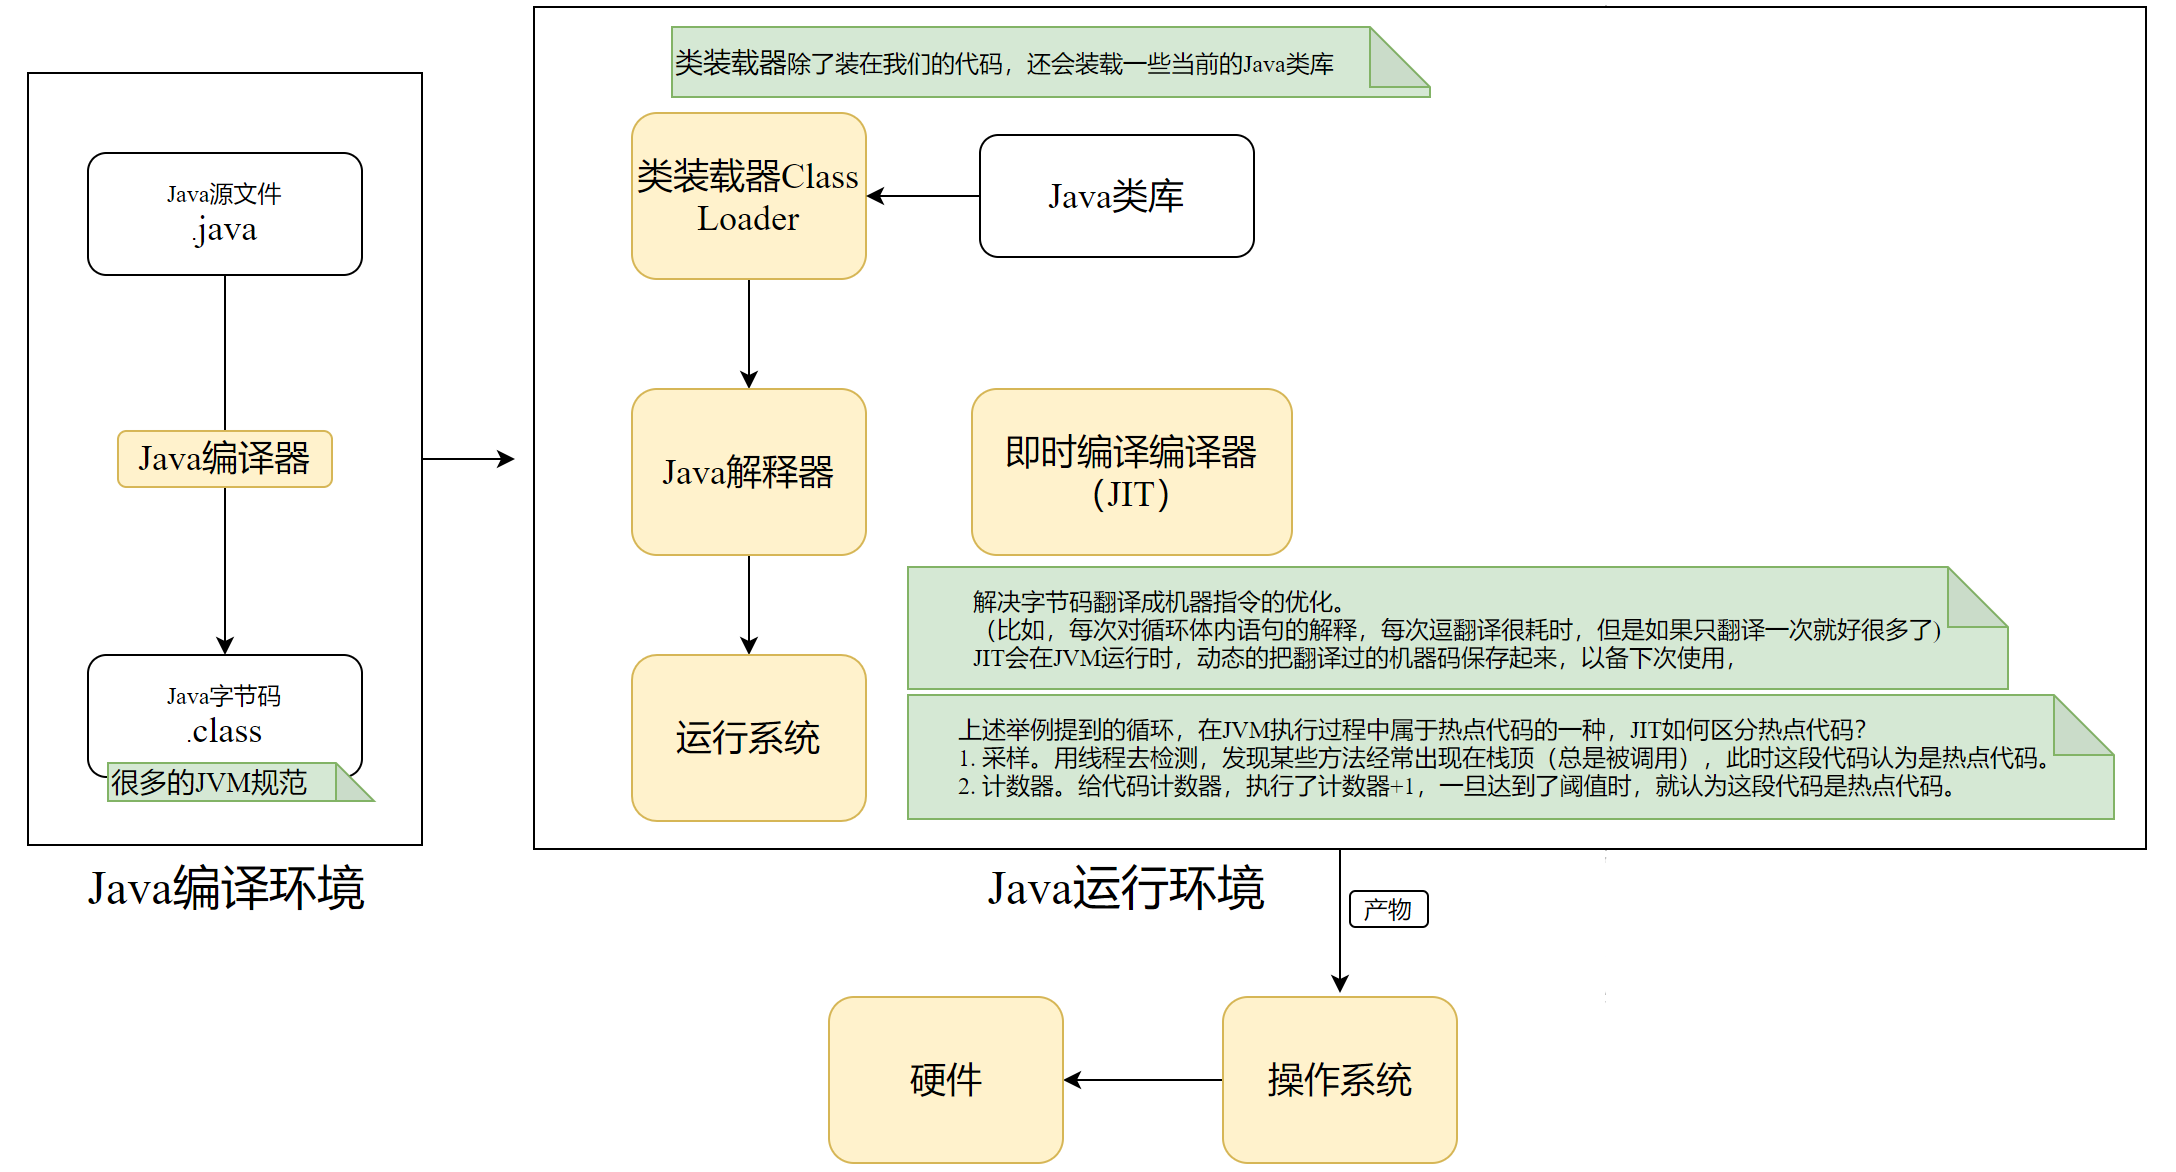 Java源文件
.java
Java编译器
Java字节码
.class
很多的JVM规范
Java编译环境
类装载器除了装在我们的代码，还会装载一些当前的Java类库
类装载器Class
Loader
Java类库
Java解释器
即时编译编译器
（JIT）
解决字节码翻译成机器指令的优化。
（比如，每次对循环体内语句的解释，每次逗翻译很耗时，但是如果只翻译一次就好很多了)
JIT会在JVM运行时，动态的把翻译过的机器码保存起来，以备下次使用，
运行系统
上述举例提到的循环，在JVM执行过程中属于热点代码的一种，JIT如何区分热点代码？
1. 采样。用线程去检测，发现某些方法经常出现在栈顶（总是被调用），此时这段代码认为是热点代码。
2. 计数器。给代码计数器，执行了计数器+1，一旦达到了阈值时，就认为这段代码是热点代码。
Java运行环境
产物
硬件
操作系统